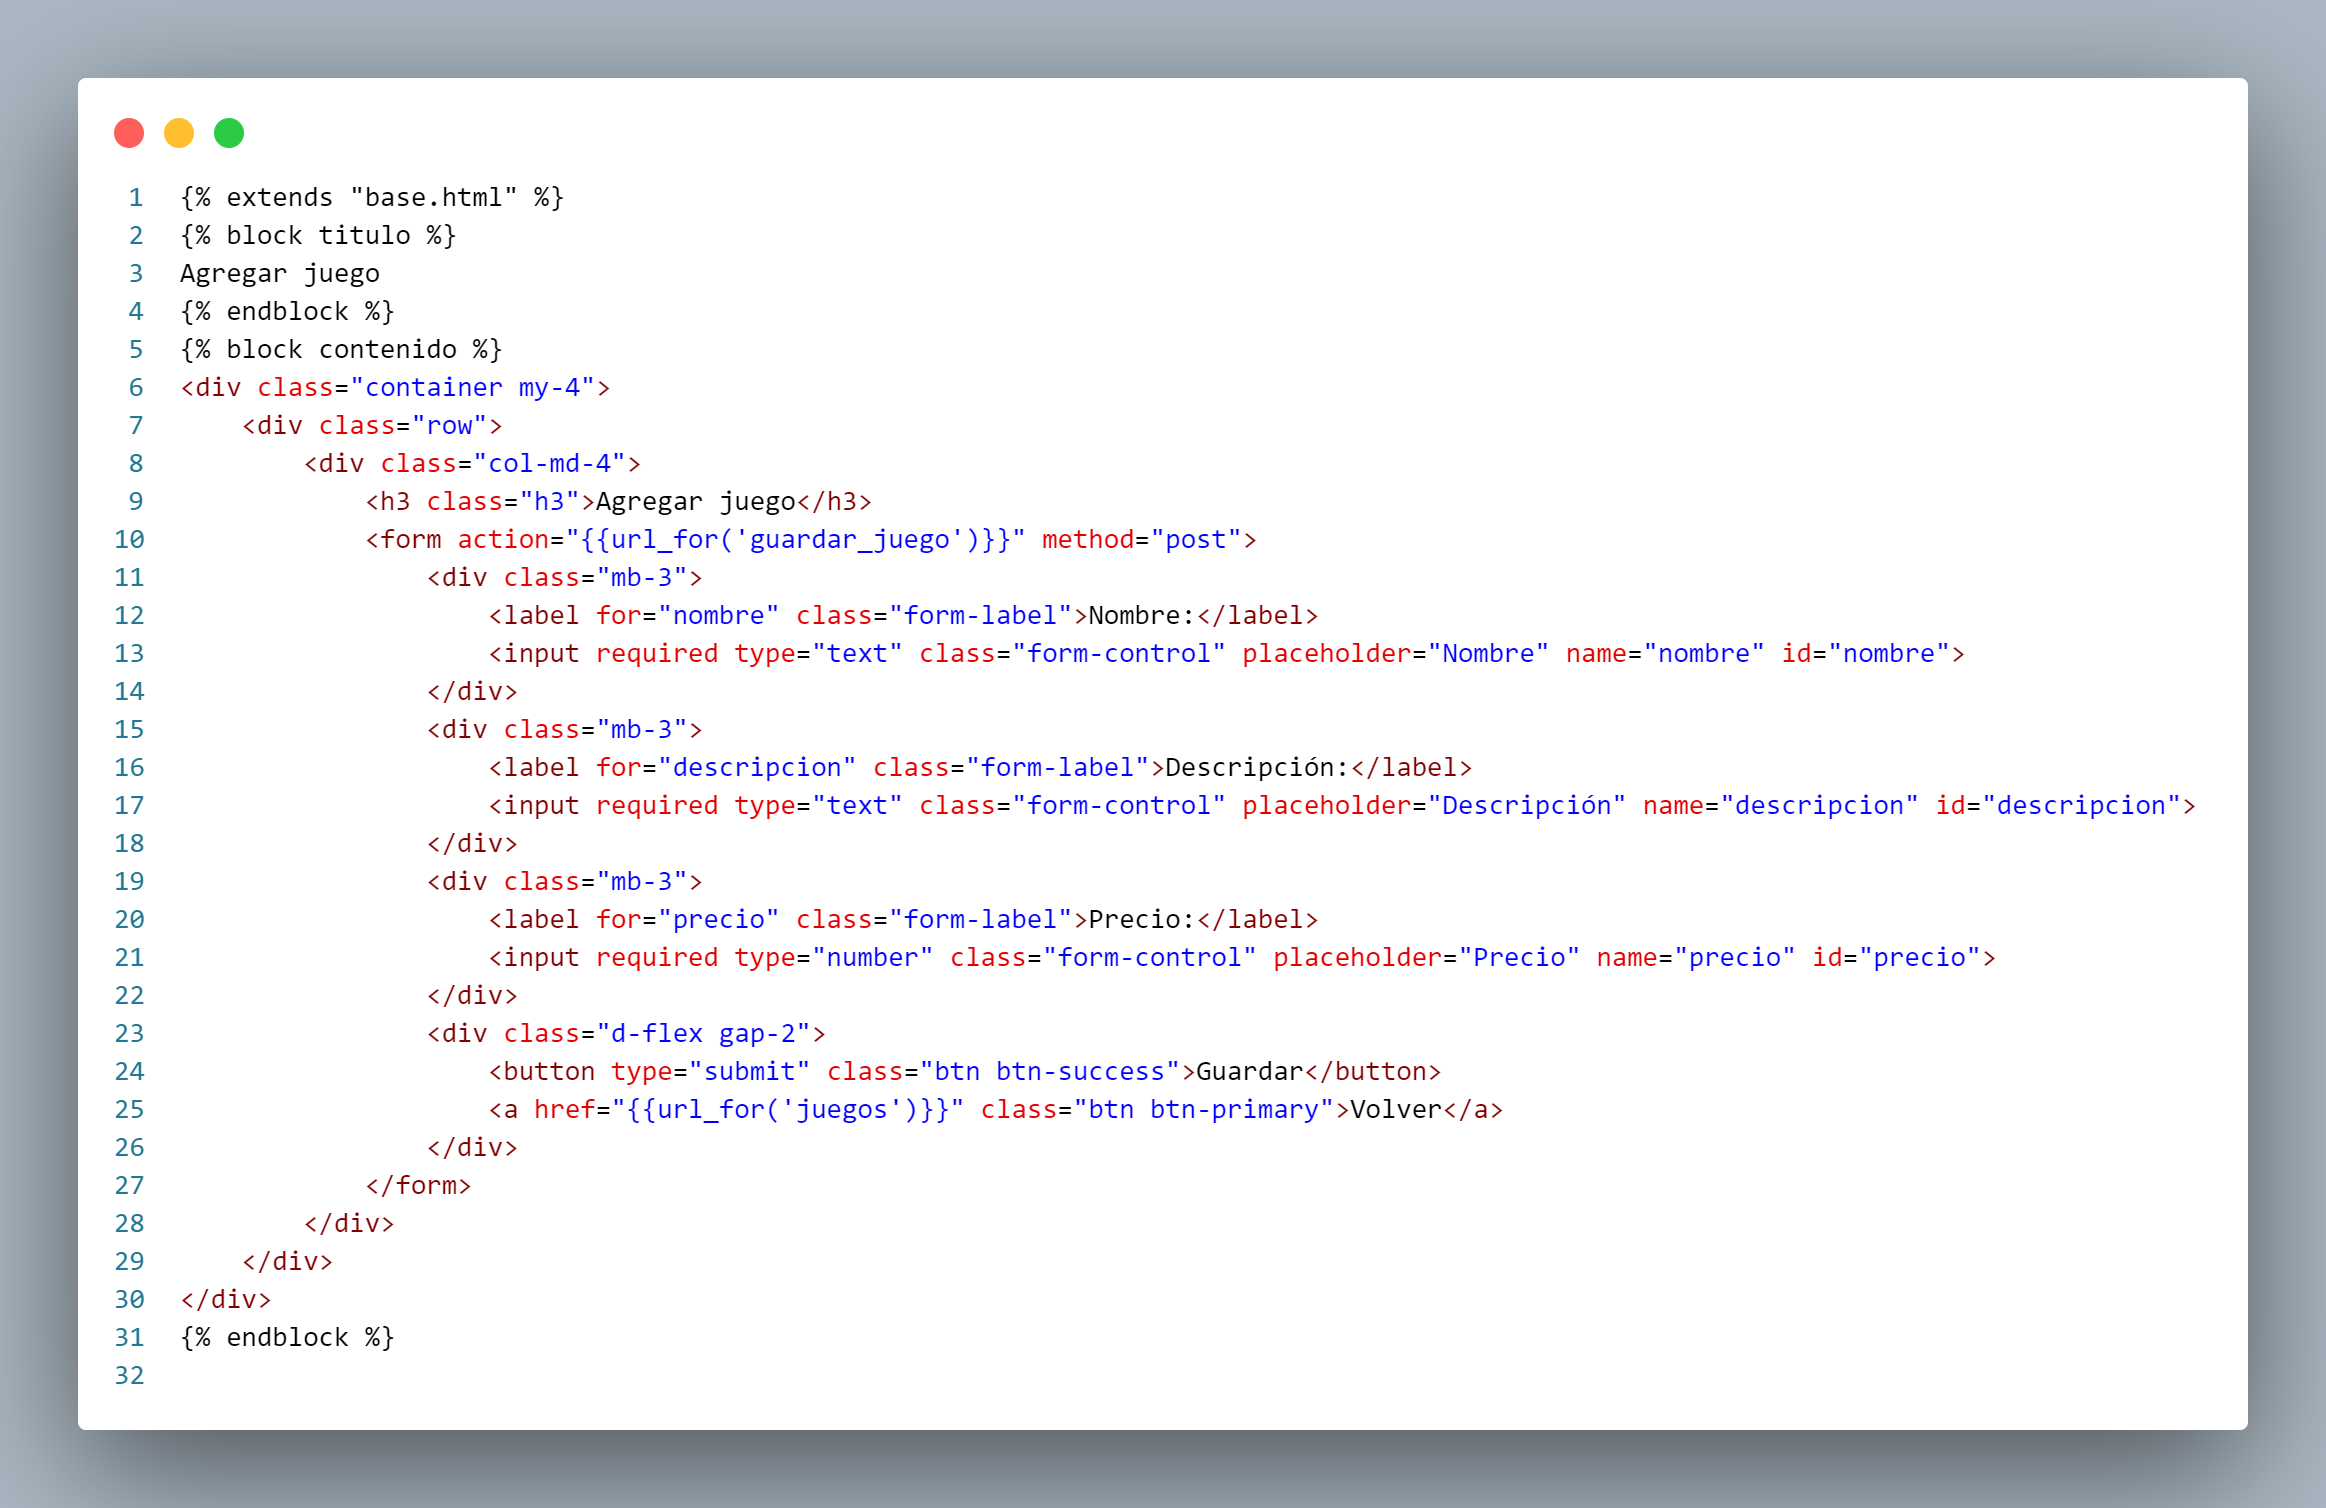 1 {% extends "base.html" %}
2 {% block titulo %}
3 Agregar juego
4 {% endblock %}
5 {% block contenido %}
6 <div class="container my-4">
7     <div class="row">
8         <div class="col-md-4">
9             <h3 class="h3">Agregar juego</h3>
10             <form action="{{url_for('guardar_juego')}}" method="post">
11                 <div class="mb-3">
12                     <label for="nombre" class="form-label">Nombre:</label>
13                     <input required type="text" class="form-control" placeholder="Nombre" name="nombre" id="nombre">
14                 </div>
15                 <div class="mb-3">
16                     <label for="descripcion" class="form-label">Descripción:</label>
17                     <input required type="text" class="form-control" placeholder="Descripción" name="descripcion" id="descripcion">
18                 </div>
19                 <div class="mb-3">
20                     <label for="precio" class="form-label">Precio:</label>
21                     <input required type="number" class="form-control" placeholder="Precio" name="precio" id="precio">
22                 </div>
23                 <div class="d-flex gap-2">
24                     <button type="submit" class="btn btn-success">Guardar</button>
25                     <a href="{{url_for('juegos')}}" class="btn btn-primary">Volver</a>
26                 </div>
27             </form>
28         </div>
29     </div>
30 </div>
31 {% endblock %}
32